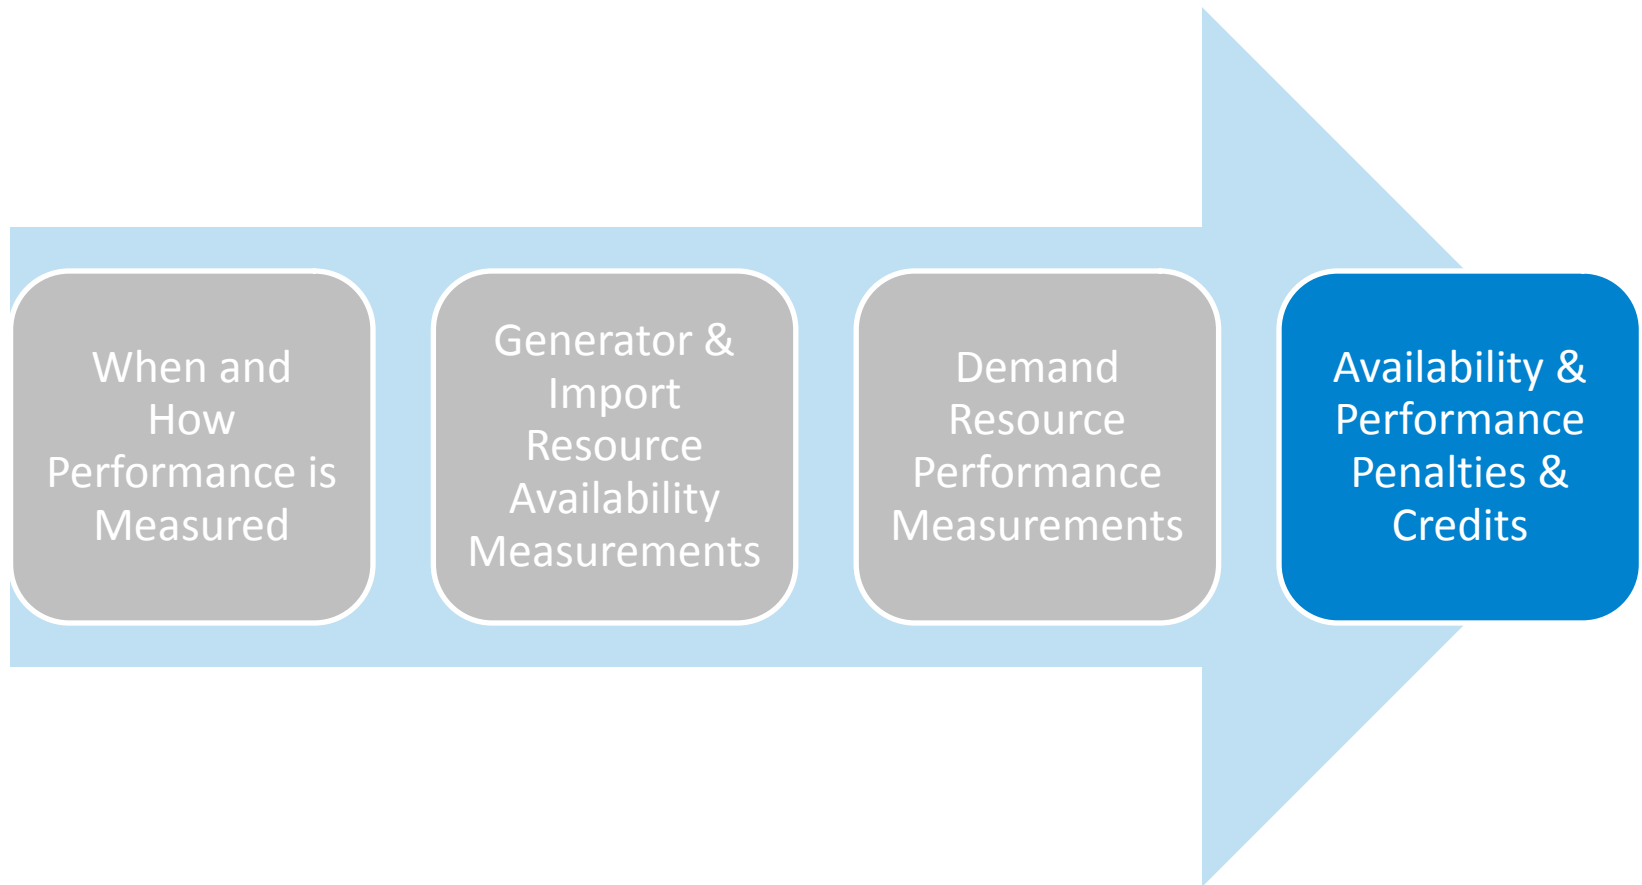 When and
How
Performance is
Measured
Generator &
Import
Resource
Availability
Measurements
Demand
Resource
Performance
Measurements
Availability &
Performance
Penalties &
Credits